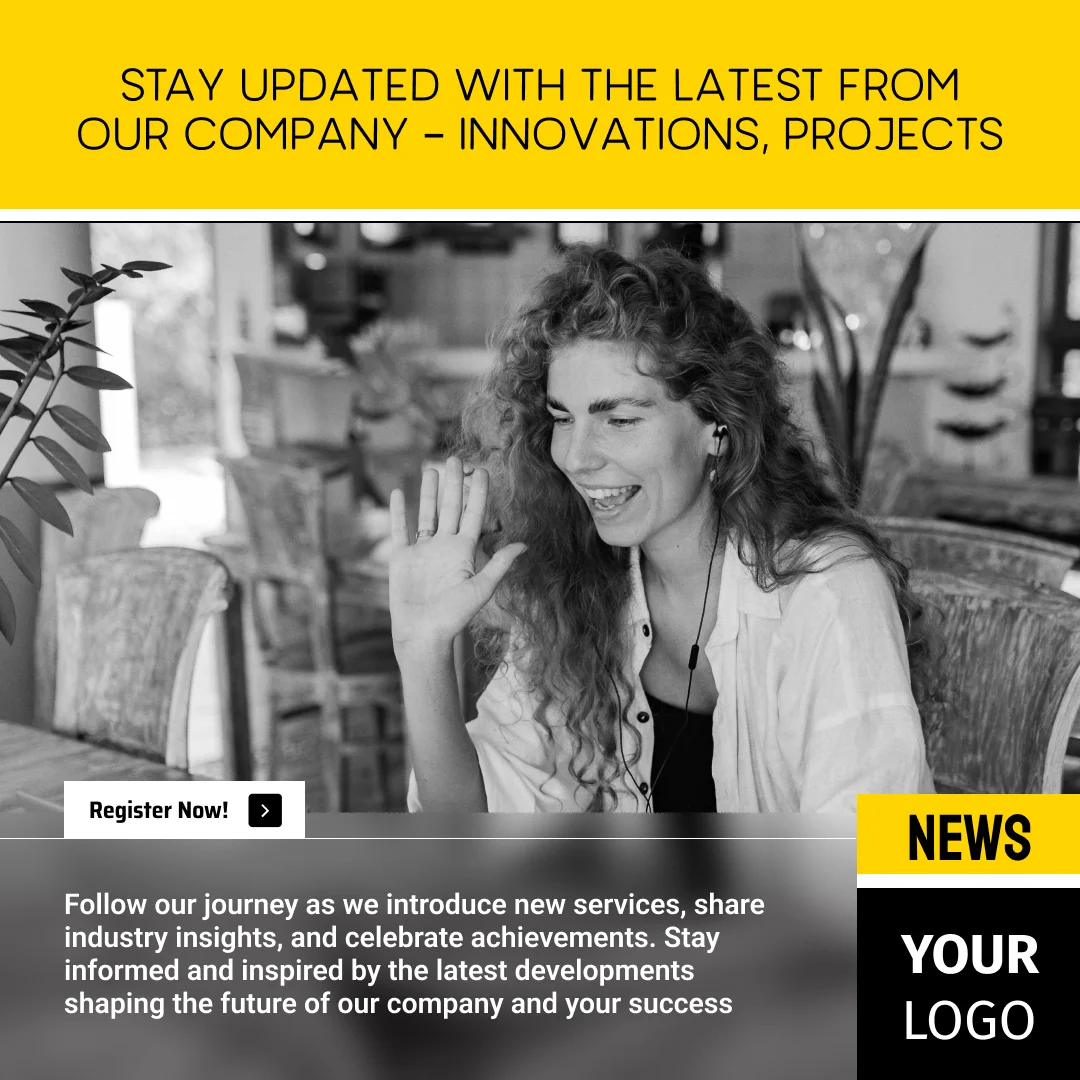 STAY UPDATED WITH THE LATEST FROM
OUR COMPANY – INNOVATIONS, PROJECTS
Register Now!
NEWS
Follow our journey as we introduce new services, share
industry insights, and celebrate achievements. Stay
informed and inspired by the latest developments
shaping the future of our company and your success
YOUR
LOGO